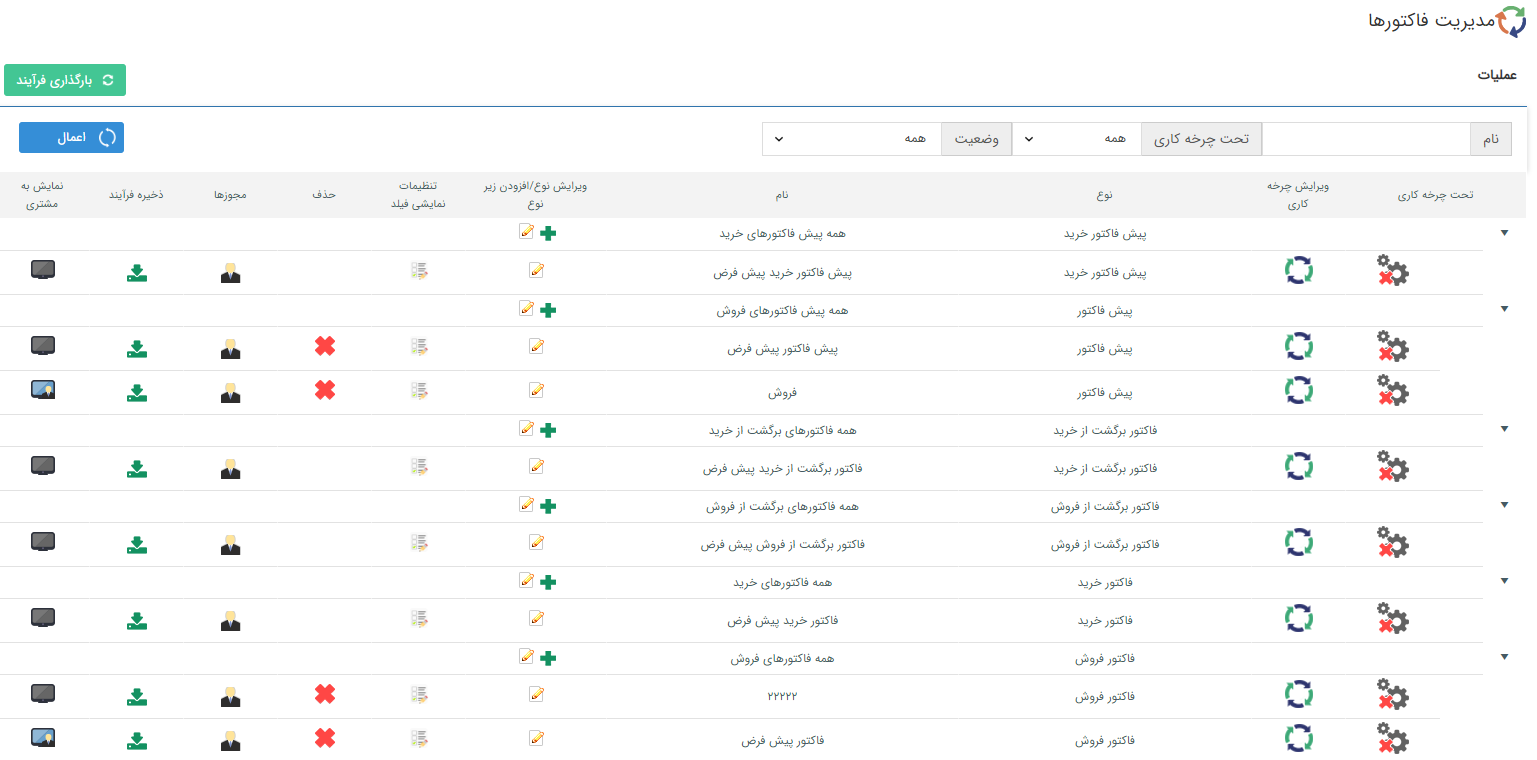 مدیریت فاکتورها
عملیات
بارگذاری فرآیند
نام
تحت چرخه کاری
همه
وضعیت
همه
اعمال
تحت چرخه کاری
ویرایش چرخه
کاری
نوع
نام
ویرایش نوع/افزودن زیر
نوع
تنظیمات
نمایشی فیلد
حذف
مجوزها
ذخیره فرآیند
نمایش به
مشتری
پیش فاکتور خرید همه پیش فاکتورهای خرید
پیش فاکتور خرید پیش فاکتور خرید پیش فرض
پیش فاکتور همه پیش فاکتورهای فروش
پیش فاکتور پیش فاکتور پیش فرض
پیش فاکتور فروش
فاکتور برگشت از خرید همه فاکتورهای برگشت از خرید
فاکتور برگشت از خرید فاکتور برگشت از خرید پیش فرض
فاکتور برگشت از فروش همه فاکتورهای برگشت از فروش
فاکتور برگشت از فروش فاکتور برگشت از فروش پیش فرض
فاکتور خرید همه فاکتورهای خرید
فاکتور خرید فاکتور خرید پیش فرض
فاکتور فروش همه فاکتورهای فروش
فاکتور فروش ۲۲۲۲۲
فاکتور فروش فاکتور پیش فرض